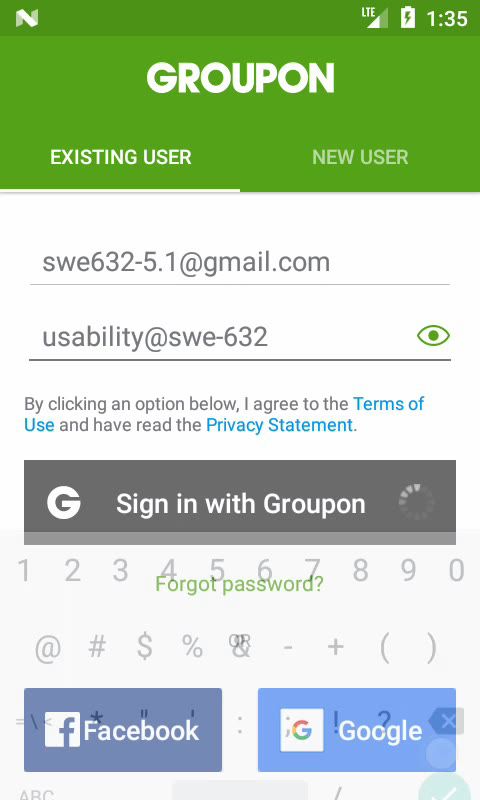 LTE 1:35
GROUPON
EXISTING USER NEW USER
swe632-5.1@gmail.com
usability@swe-632
By clicking an option below, I agree to the Terms of
Use and have read the Privacy Statement.
G Sign in with Groupon
1 2 3 4 5 6 7 8 9 0
Forgot password?
@ # $ % & - + ( )
OR
= \ < * " ' : ; ! ?
f Facebook G Google
ABC /